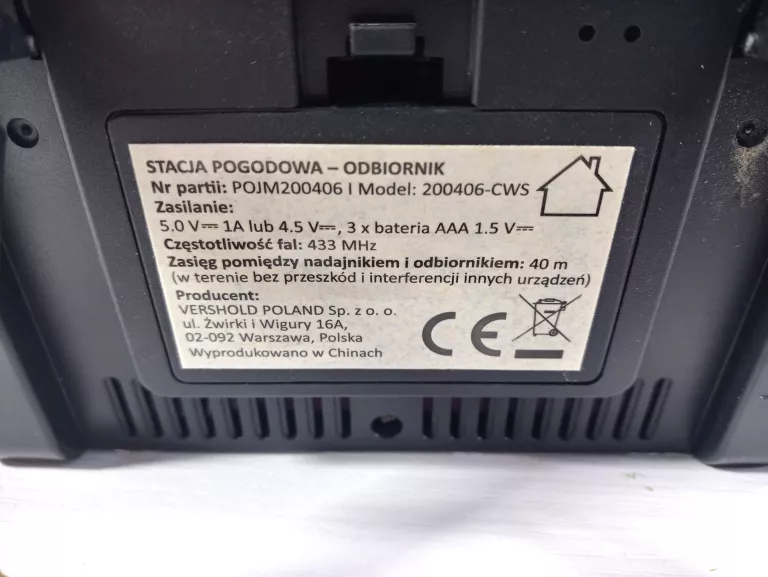 STACJA POGODOWA – ODBIORNIK
Nr partii: POJM200406 I Model: 200406-CWS
Zasilanie:
5.0 V⎓ 1A lub 4.5 V⎓, 3 x bateria AAA 1.5 V⎓
Częstotliwość fal: 433 MHz
Zasięg pomiędzy nadajnikiem i odbiornikiem: 40 m
(w terenie bez przeszkód i interferencji innych urządzeń)
Producent:
VERSHOLD POLAND Sp. z o. o.
ul. Żwirki i Wigury 16A,
02-092 Warszawa, Polska
Wyprodukowano w Chinach
CE